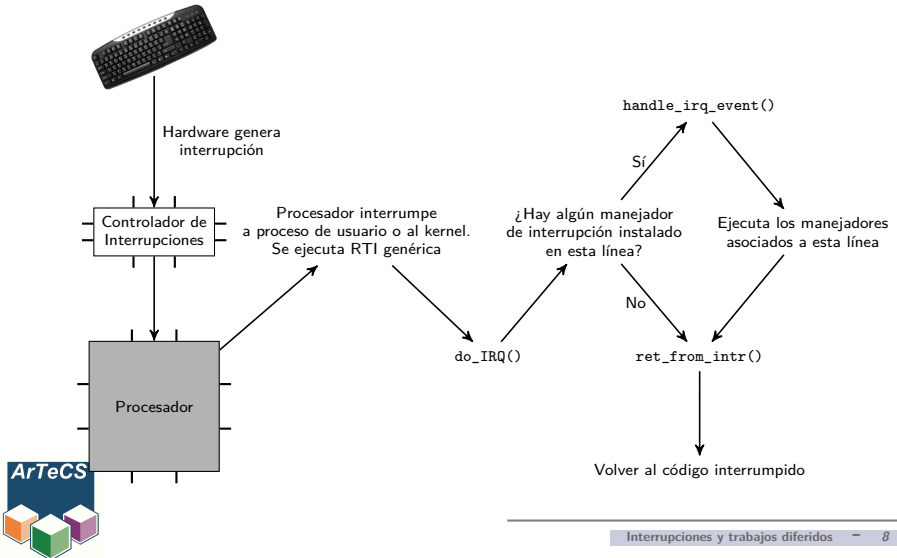 Hardware genera
interrupción
Controlador de
Interrupciones
Procesador
Procesador interrumpe
a proceso de usuario o al kernel.
Se ejecuta RTI genérica
do_IRQ()
¿Hay algún manejador
de interrupción instalado
en esta línea?
Sí
No
handle_irq_event()
Ejecuta los manejadores
asociados a esta línea
ret_from_intr()
Volver al código interrumpido
ArTeCS
Interrupciones y trabajos diferidos – 8